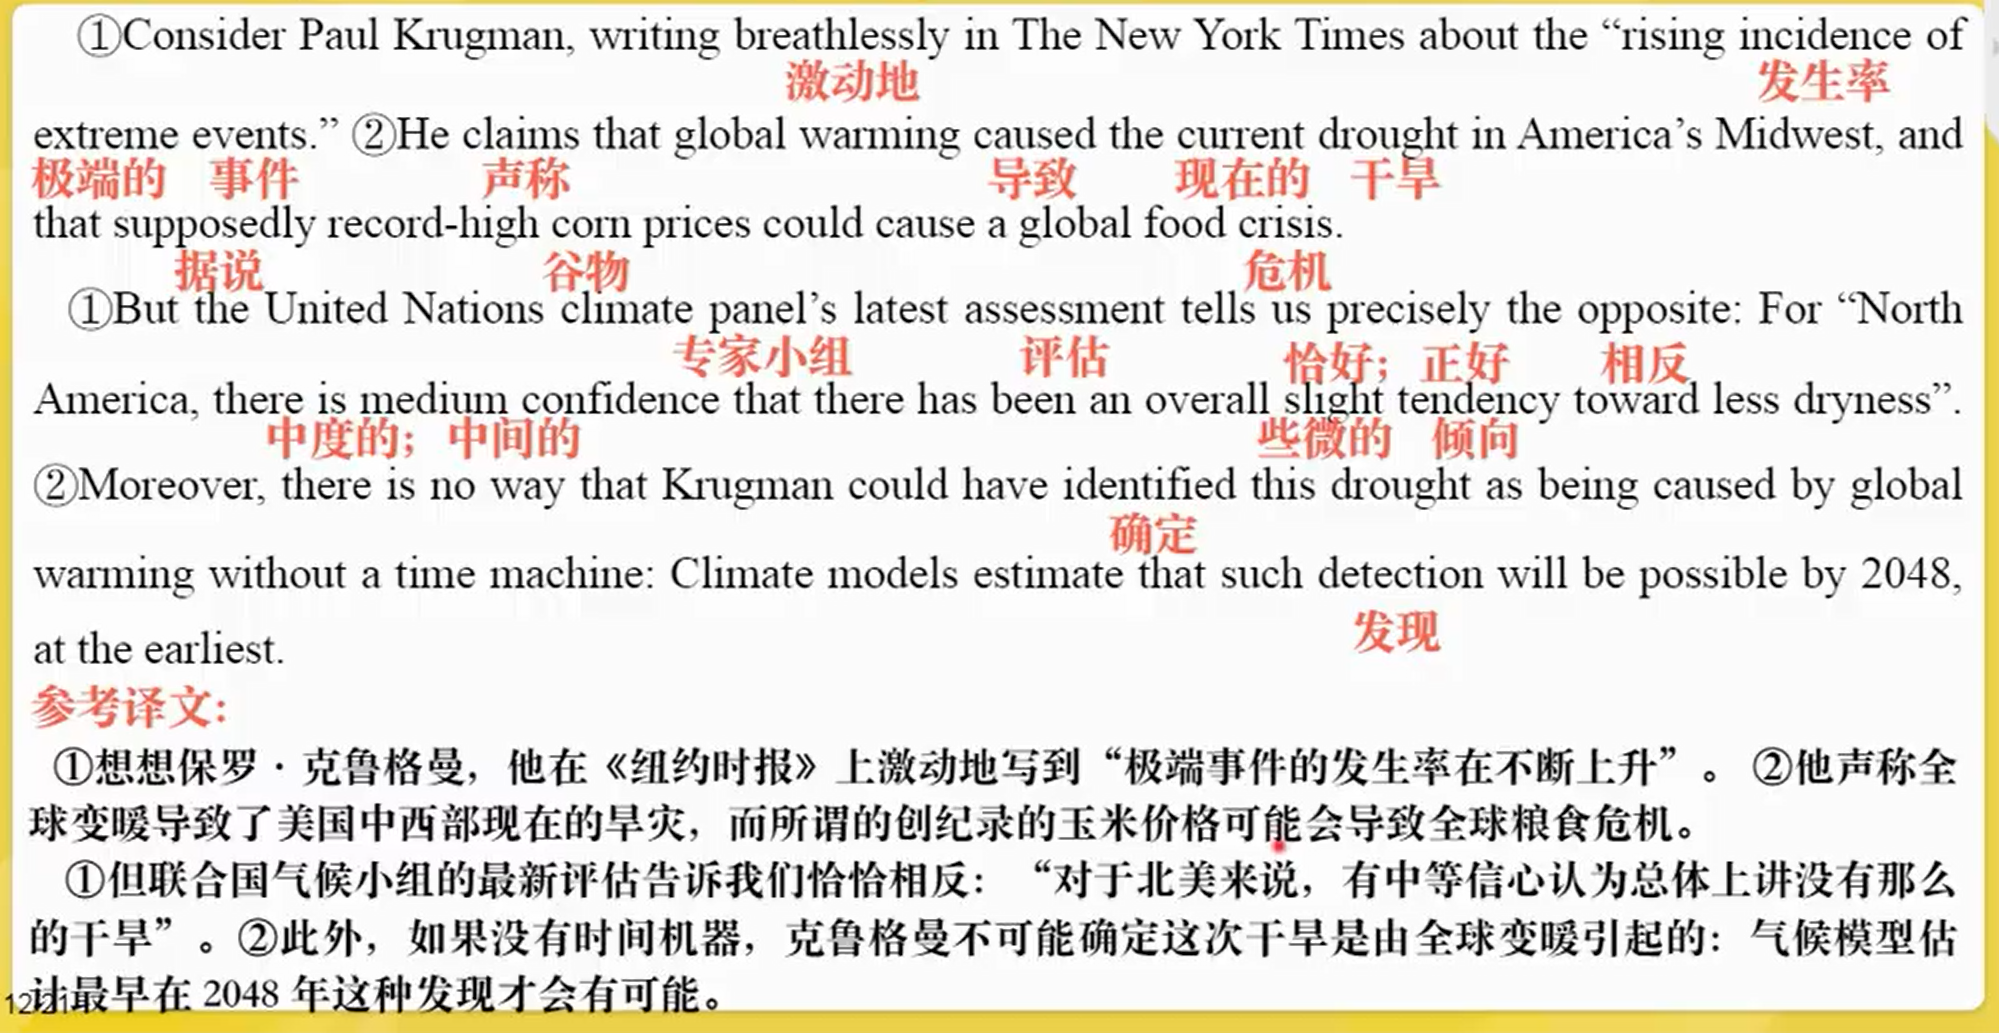 ①Consider Paul Krugman, writing breathlessly in The New York Times about the “rising incidence of
激动地 发生率
extreme events.” ②He claims that global warming caused the current drought in America’s Midwest, and
极端的 事件 声称 导致 现在的 干旱
that supposedly record-high corn prices could cause a global food crisis.
据说 谷物 危机
①But the United Nations climate panel’s latest assessment tells us precisely the opposite: For “North
专家小组 评估 恰好；正好 相反
America, there is medium confidence that there has been an overall slight tendency toward less dryness”.
中度的；中间的 些微的 倾向
②Moreover, there is no way that Krugman could have identified this drought as being caused by global
确定
warming without a time machine: Climate models estimate that such detection will be possible by 2048,
发现
at the earliest.
参考译文:
①想想保罗·克鲁格曼，他在《纽约时报》上激动地写到“极端事件的发生率在不断上升”。②他声称全
球变暖导致了美国中西部现在的旱灾，而所谓的创纪录的玉米价格可能会导致全球粮食危机。
①但联合国气候小组的最新评估告诉我们恰恰相反：“对于北美来说，有中等信心认为总体上讲没有那么
的干旱”。②此外，如果没有时间机器，克鲁格曼不可能确定这次干旱是由全球变暖引起的：气候模型估
计最早在 2048 年这种发现才会有可能。